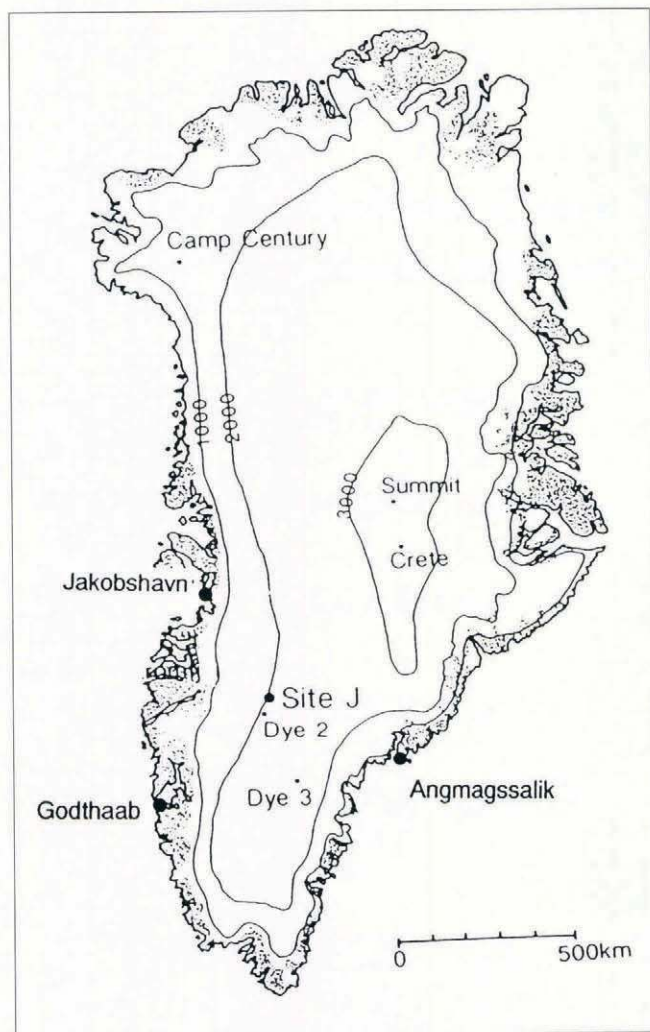 Camp Century
1000
2000
3000
Summit
Crete
Jakobshavn
Site J
Dye 2
Dye 3
Godthaab
Angmagssalik
0 500km